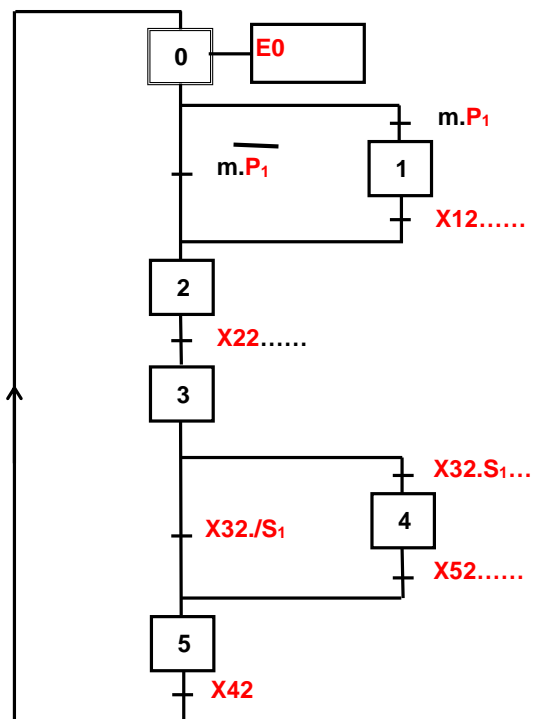 0
E0
m.P₁
m.P₁
1
X12......
2
X22......
3
X32.S₁...
X32./S₁
4
X52......
5
X42